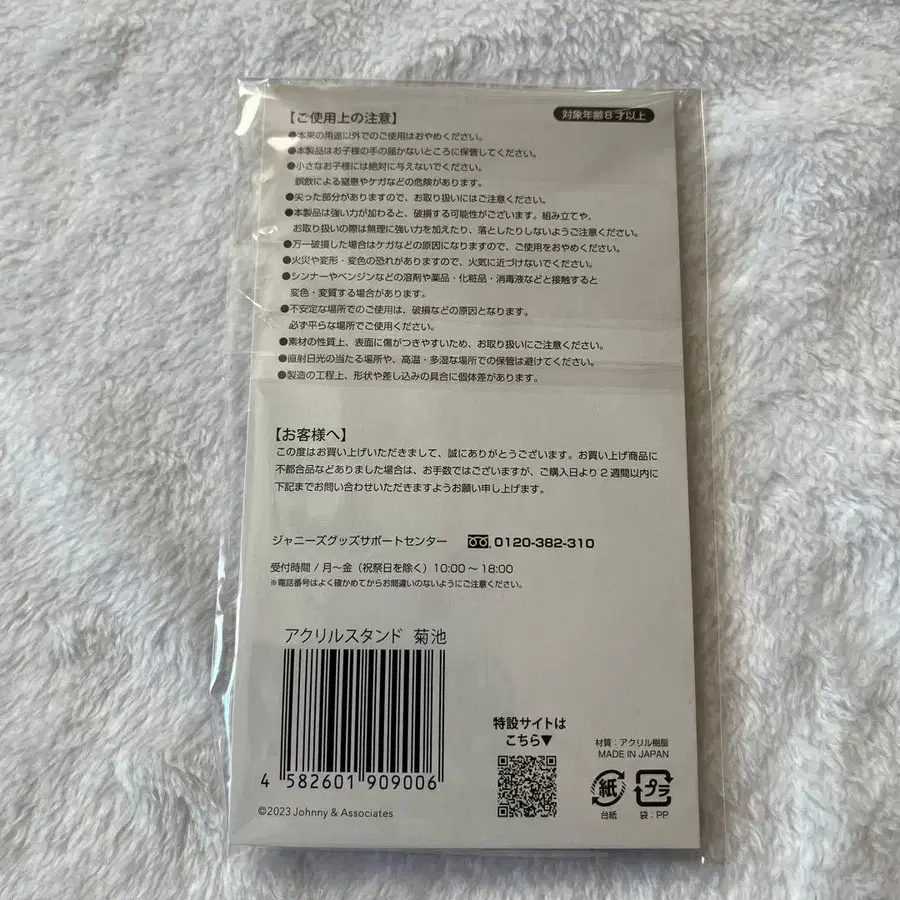 【ご使用上の注意】
対象年齢8才以上
●本来の用途以外でのご使用はおやめください。
●本製品はお子様の手の届かないところに保管してください。
●小さなお子様には絶対に与えないでください。
誤飲による窒息やケガなどの危険があります。
●尖った部分がありますので、お取り扱いにはご注意ください。
●本製品は強い力が加わると、破損する可能性がございます。組み立てや、
お取り扱いの際は無理に強い力を加えたり、落としたりしないようご注意ください。
●万一破損した場合はケガなどの原因になりますので、ご使用をおやめください。
●火災や変形・変色の恐れがありますので、火気に近づけないでください。
●シンナーやベンジンなどの溶剤や薬品・化粧品・消毒液などと接触すると
変色・変質する場合があります。
●不安定な場所でのご使用は、破損などの原因となります。
必ず平らな場所でご使用ください。
●素材の性質上、表面に傷がつきやすいため、お取り扱いにご注意ください。
●直射日光の当たる場所や、高温・多湿な場所での保管は避けてください。
●製造の工程上、形状や差し込みの具合に個体差があります。
【お客様へ】
この度はお買い上げいただきまして、誠にありがとうございます。お買い上げ商品に
不都合品などありました場合は、お手数ではございますが、ご購入日より2週間以内に
下記までお問い合わせいただきますようお願い申し上げます。
ジャニーズグッズサポートセンター 0120-382-310
受付時間/月~金(祝祭日を除く)10:00~18:00
※電話番号はよく確かめてからお間違いのないようにご注意ください。
アクリルスタンド 菊池
4 582601 909006
©2023 Johnny & Associates
特設サイトは
こちら▼
材質:アクリル樹脂
MADE IN JAPAN
紙
台紙
プラ
袋:PP